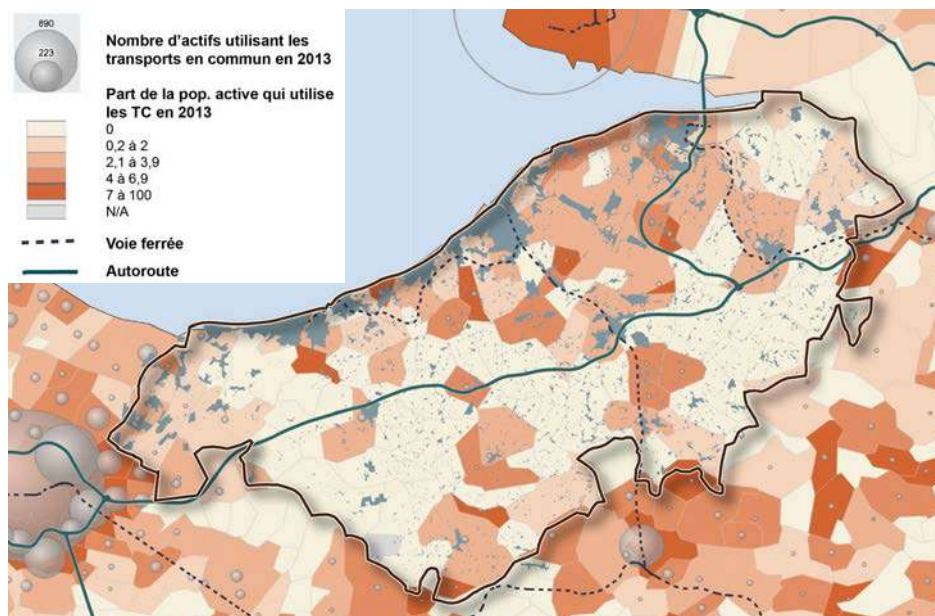 690
223
Nombre d'actifs utilisant les
transports en commun en 2013
Part de la pop. active qui utilise
les TC en 2013
0
0,2 à 2
2,1 à 3,9
4 à 6,9
7 à 100
N/A
Voie ferrée
Autoroute